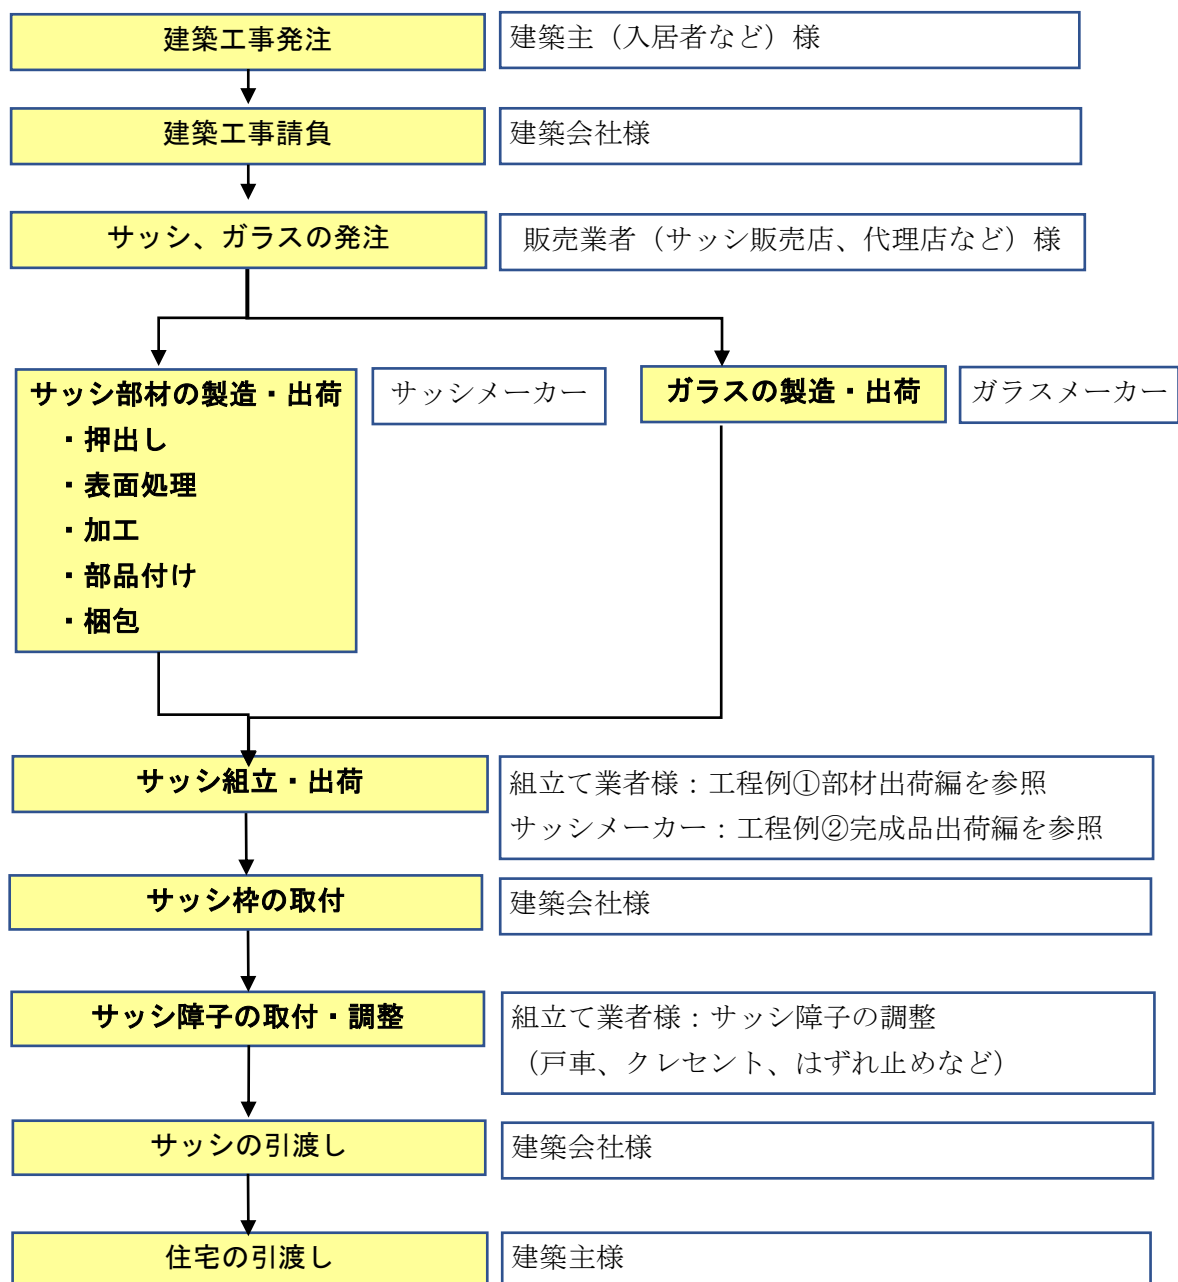 建築工事発注
建築主（入居者など）様
建築工事請負
建築会社様
サッシ、ガラスの発注
販売業者（サッシ販売店、代理店など）様
サッシ部材の製造・出荷
・押出し
・表面処理
・加工
・部品付け
・梱包
サッシメーカー
ガラスの製造・出荷
ガラスメーカー
サッシ組立・出荷
組立て業者様：工程例①部材出荷編を参照
サッシメーカー：工程例②完成品出荷編を参照
サッシ枠の取付
建築会社様
サッシ障子の取付・調整
組立て業者様：サッシ障子の調整
（戸車、クレセント、はずれ止めなど）
サッシの引渡し
建築会社様
住宅の引渡し
建築主様